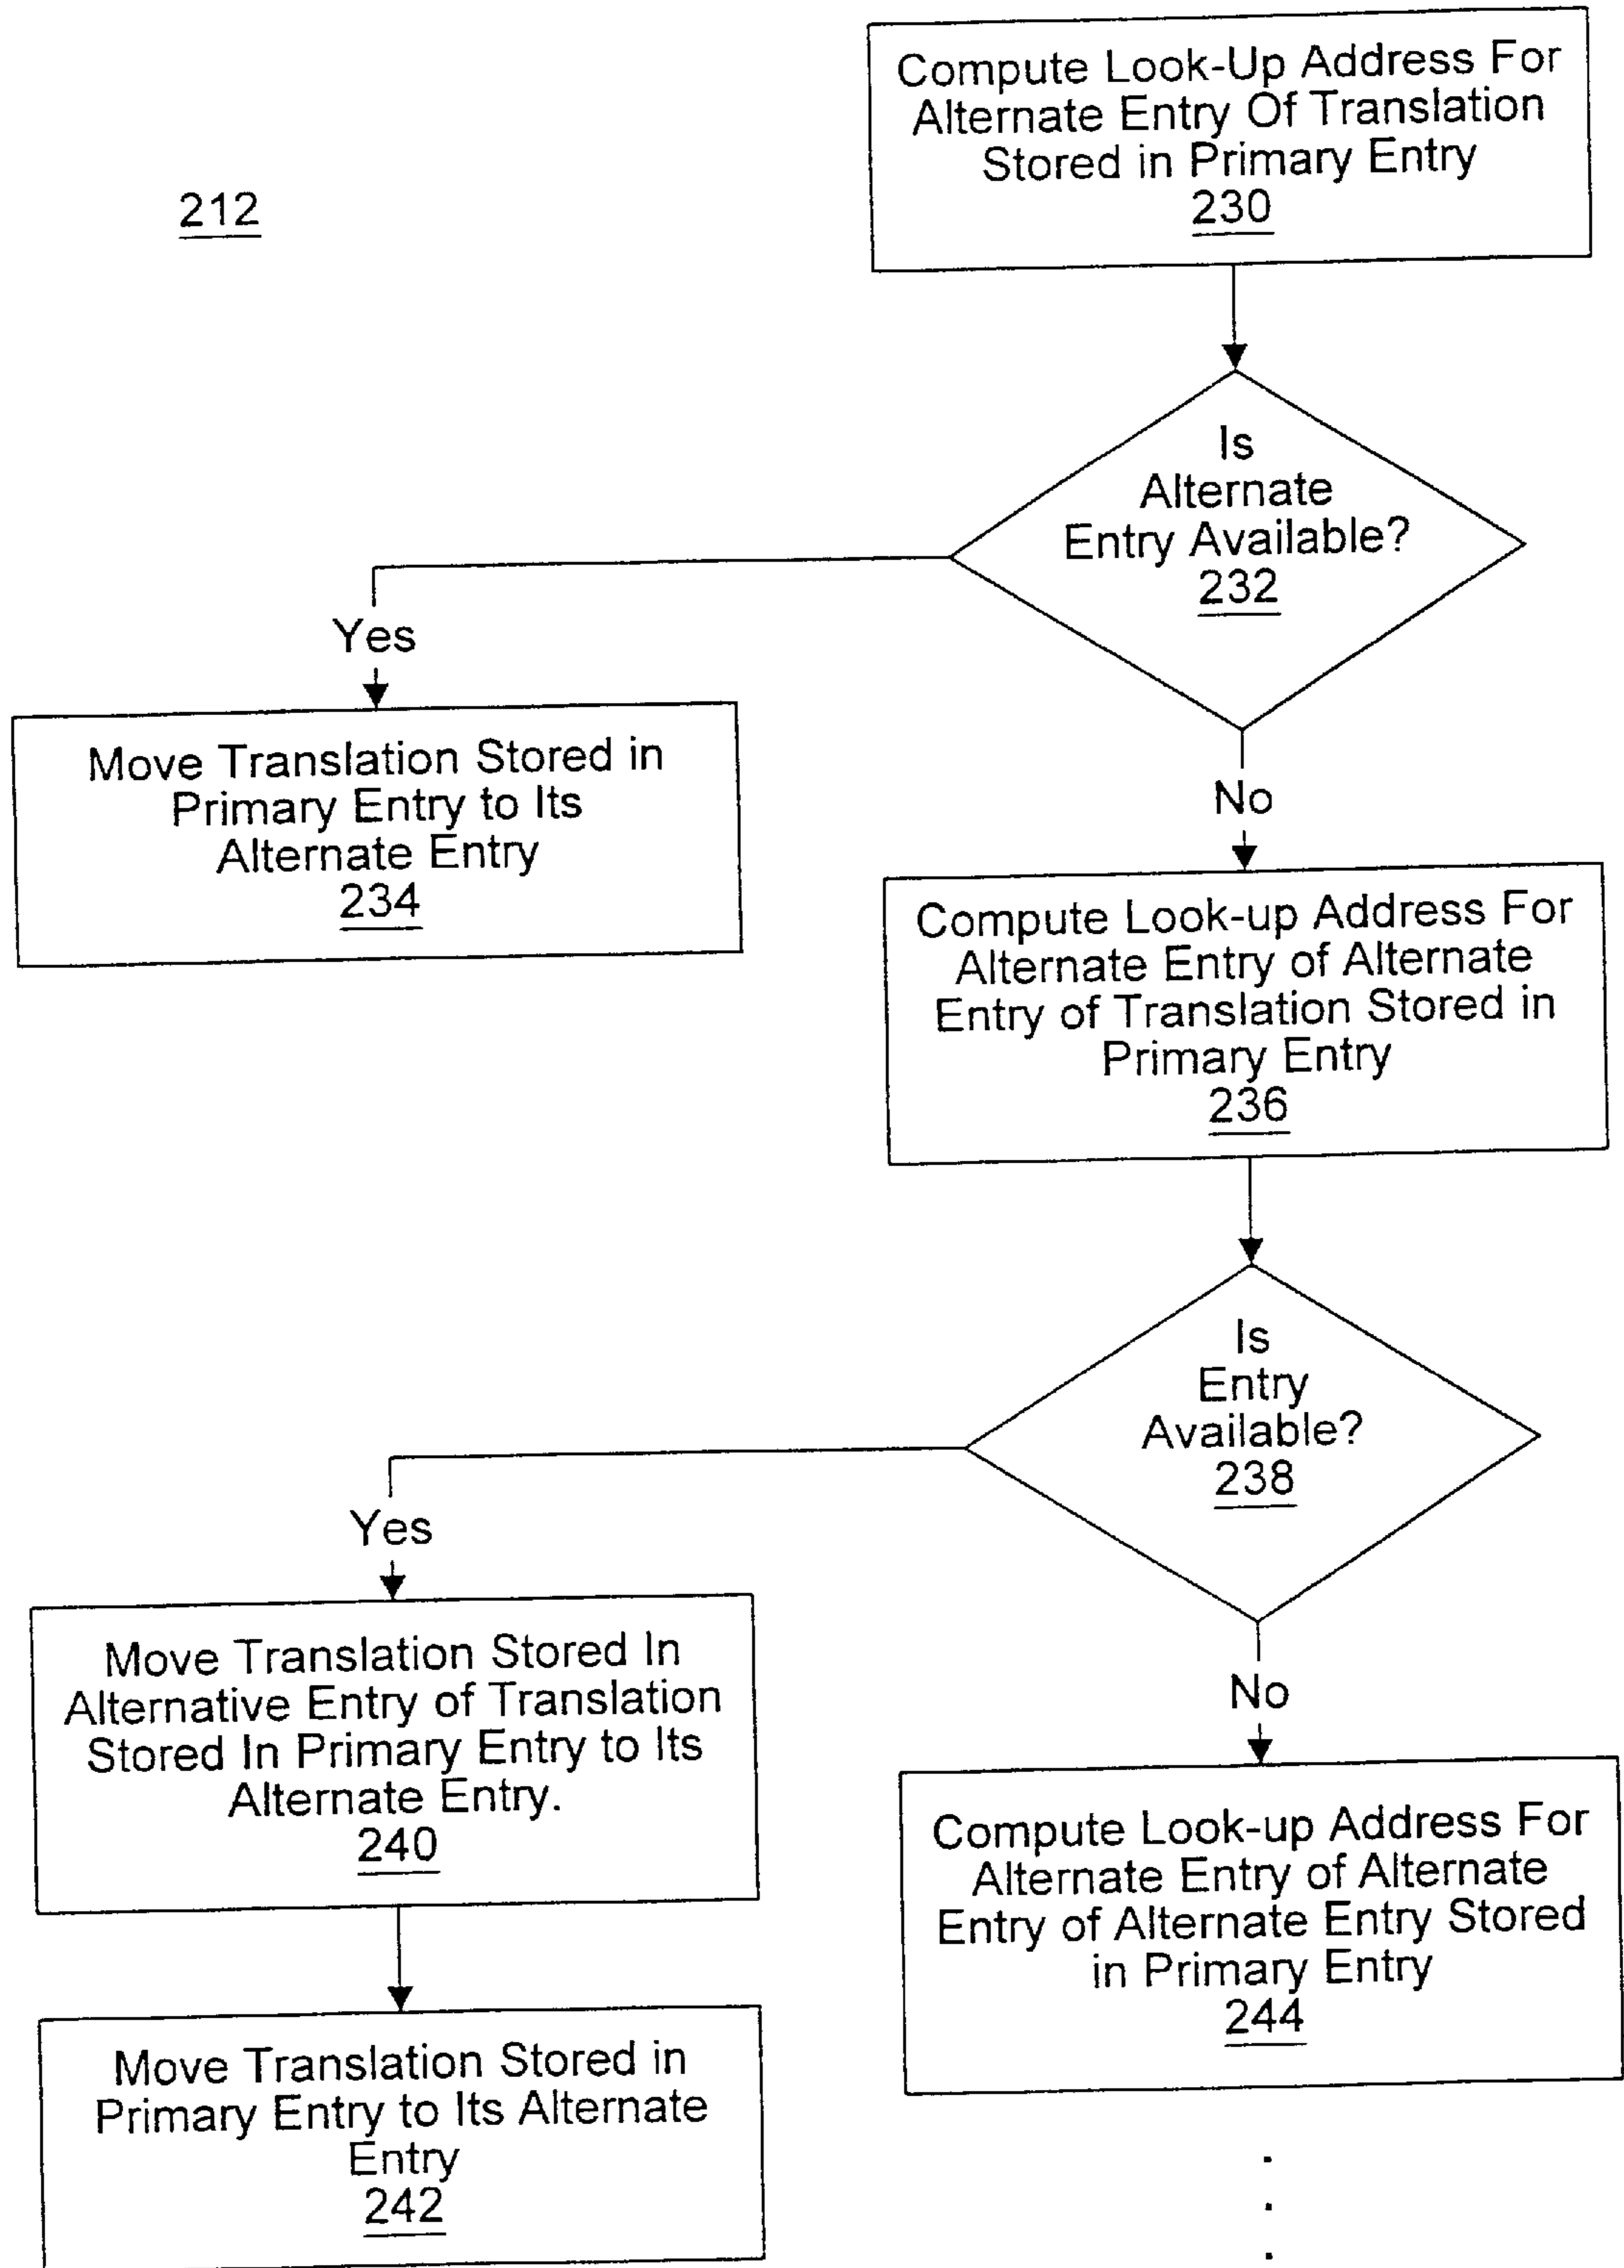 Compute Look-Up Address For
Alternate Entry Of Translation
Stored in Primary Entry
230
212
Is
Alternate
Entry Available?
232
Yes
No
Move Translation Stored in
Primary Entry to Its
Alternate Entry
234
Compute Look-up Address For
Alternate Entry of Alternate
Entry of Translation Stored in
Primary Entry
236
Is
Entry
Available?
238
Yes
No
Move Translation Stored In
Alternative Entry of Translation
Stored In Primary Entry to Its
Alternate Entry.
240
Compute Look-up Address For
Alternate Entry of Alternate
Entry of Alternate Entry Stored
in Primary Entry
244
Move Translation Stored in
Primary Entry to Its Alternate
Entry
242